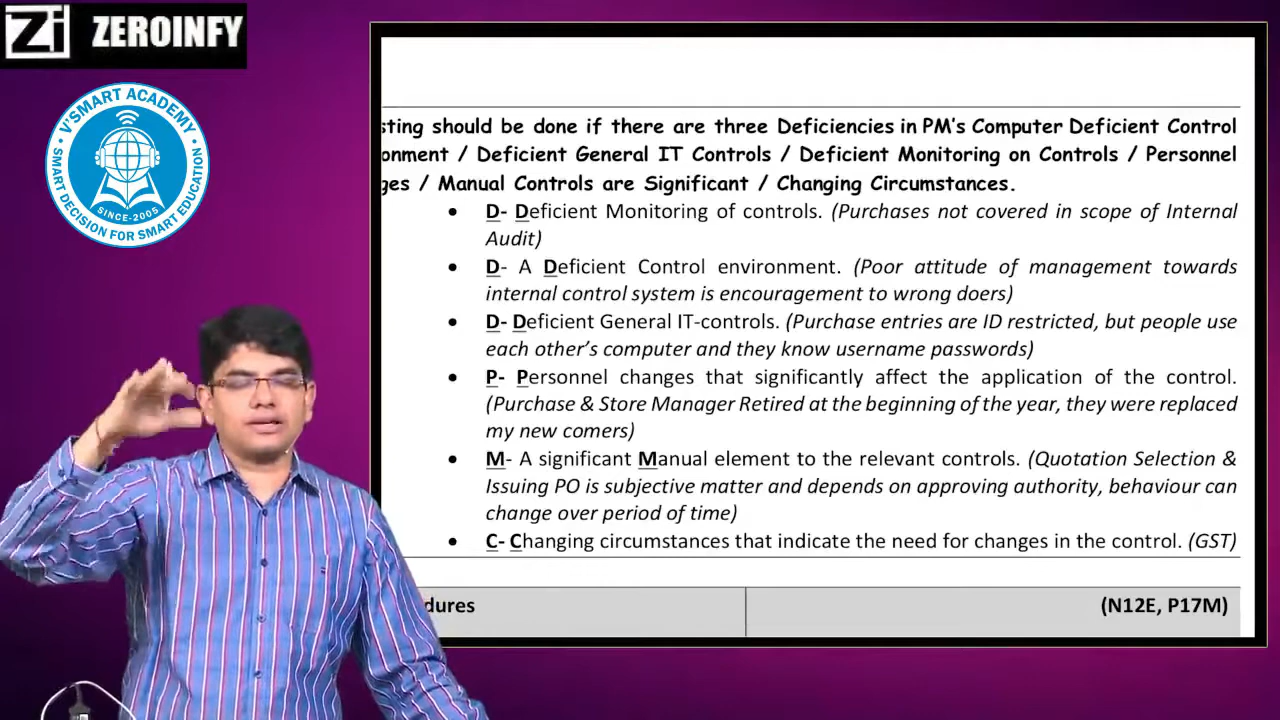 Zi ZEROINFY
V'SMART ACADEMY
SMART DECISION FOR SMART EDUCATION
SINCE-2005
sting should be done if there are three Deficiencies in PM's Computer Deficient Control
onment / Deficient General IT Controls / Deficient Monitoring on Controls / Personnel
ges / Manual Controls are Significant / Changing Circumstances.
• D- Deficient Monitoring of controls. (Purchases not covered in scope of Internal
Audit)
• D- A Deficient Control environment. (Poor attitude of management towards
internal control system is encouragement to wrong doers)
• D- Deficient General IT-controls. (Purchase entries are ID restricted, but people use
each other's computer and they know username passwords)
• P- Personnel changes that significantly affect the application of the control.
(Purchase & Store Manager Retired at the beginning of the year, they were replaced
my new comers)
• M- A significant Manual element to the relevant controls. (Quotation Selection &
Issuing PO is subjective matter and depends on approving authority, behaviour can
change over period of time)
• C- Changing circumstances that indicate the need for changes in the control. (GST)
dures
(N12E, P17M)